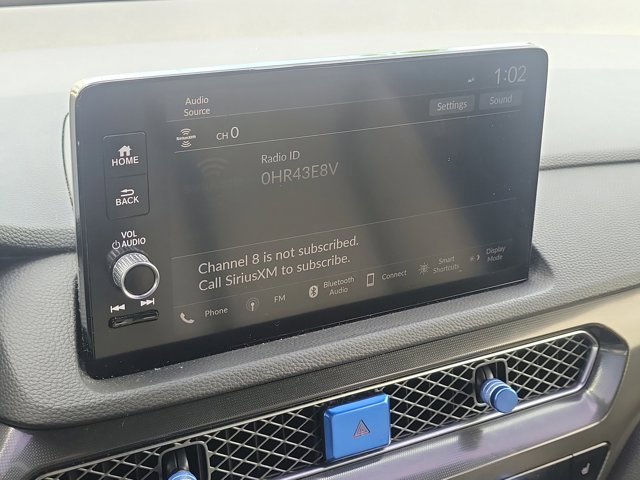 1:02
Audio
Source
Settings
Sound
HOME
SiriusXM
CH 0
Radio ID
0HR43E8V
BACK
VOL
AUDIO
Channel 8 is not subscribed.
Call SiriusXM to subscribe.
Phone
FM
Bluetooth
Audio
Connect
Smart
Shortcuts
Display
Mode